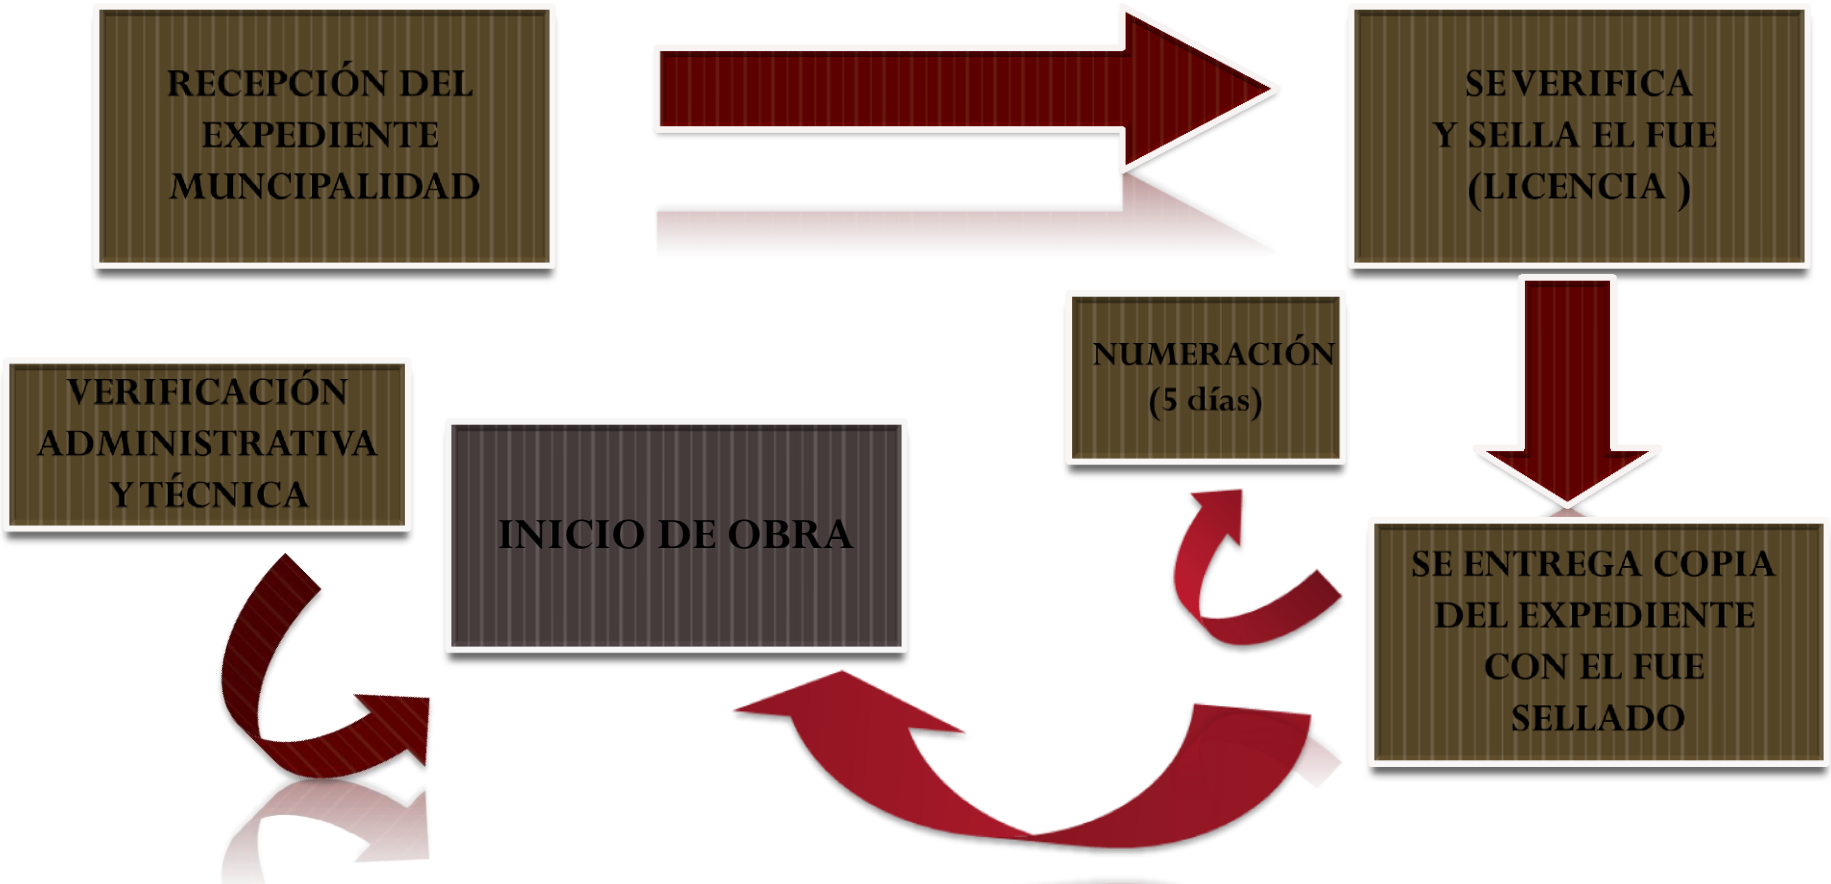 RECEPCIÓN DEL
EXPEDIENTE
MUNCIPALIDAD
SE VERIFICA
Y SELLA EL FUE
(LICENCIA )
NUMERACIÓN
(5 días)
VERIFICACIÓN
ADMINISTRATIVA
Y TÉCNICA
INICIO DE OBRA
SE ENTREGA COPIA
DEL EXPEDIENTE
CON EL FUE
SELLADO